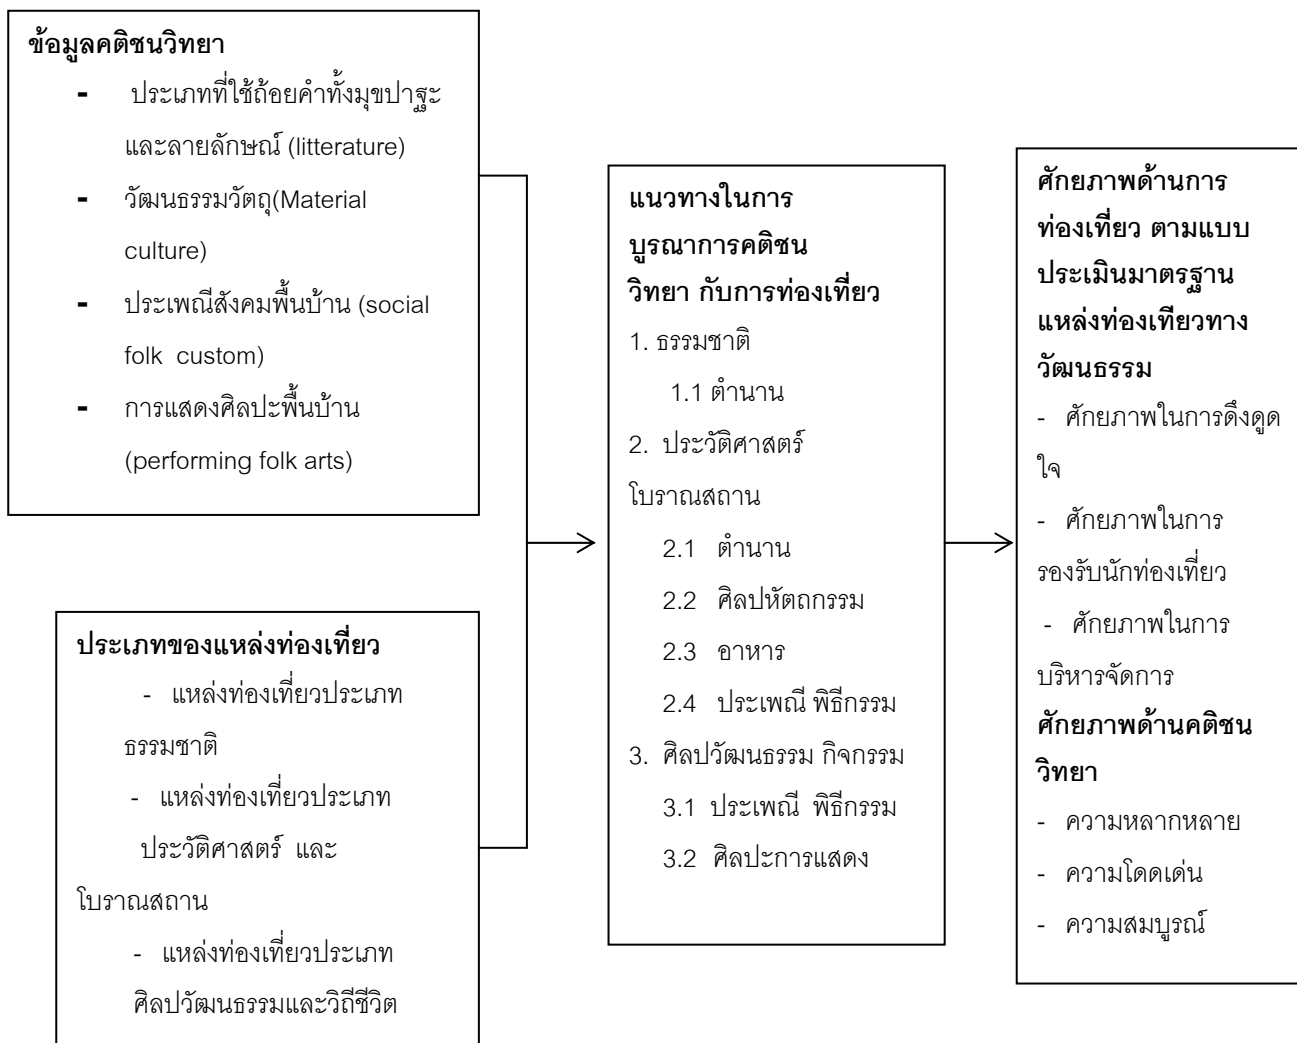 ข้อมูลคติชนวิทยา
- ประเภทที่ใช้ถ้อยคำทั้งมุขปาฐะ
และลายลักษณ์ (litterature)
- วัฒนธรรมวัตถุ(Material
culture)
- ประเพณีสังคมพื้นบ้าน (social
folk custom)
- การแสดงศิลปะพื้นบ้าน
(performing folk arts)
ประเภทของแหล่งท่องเที่ยว
- แหล่งท่องเที่ยวประเภท
ธรรมชาติ
- แหล่งท่องเที่ยวประเภท
ประวัติศาสตร์ และ
โบราณสถาน
- แหล่งท่องเที่ยวประเภท
ศิลปวัฒนธรรมและวิถีชีวิต
แนวทางในการ
บูรณาการคติชน
วิทยา กับการท่องเที่ยว
1. ธรรมชาติ
1.1 ตำนาน
2. ประวัติศาสตร์
โบราณสถาน
2.1 ตำนาน
2.2 ศิลปหัตถกรรม
2.3 อาหาร
2.4 ประเพณี พิธีกรรม
3. ศิลปวัฒนธรรม กิจกรรม
3.1 ประเพณี พิธีกรรม
3.2 ศิลปะการแสดง
ศักยภาพด้านการ
ท่องเที่ยว ตามแบบ
ประเมินมาตรฐาน
แหล่งท่องเทียวทาง
วัฒนธรรม
- ศักยภาพในการดึงดูด
ใจ
- ศักยภาพในการ
รองรับนักท่องเที่ยว
- ศักยภาพในการ
บริหารจัดการ
ศักยภาพด้านคติชน
วิทยา
- ความหลากหลาย
- ความโดดเด่น
- ความสมบูรณ์